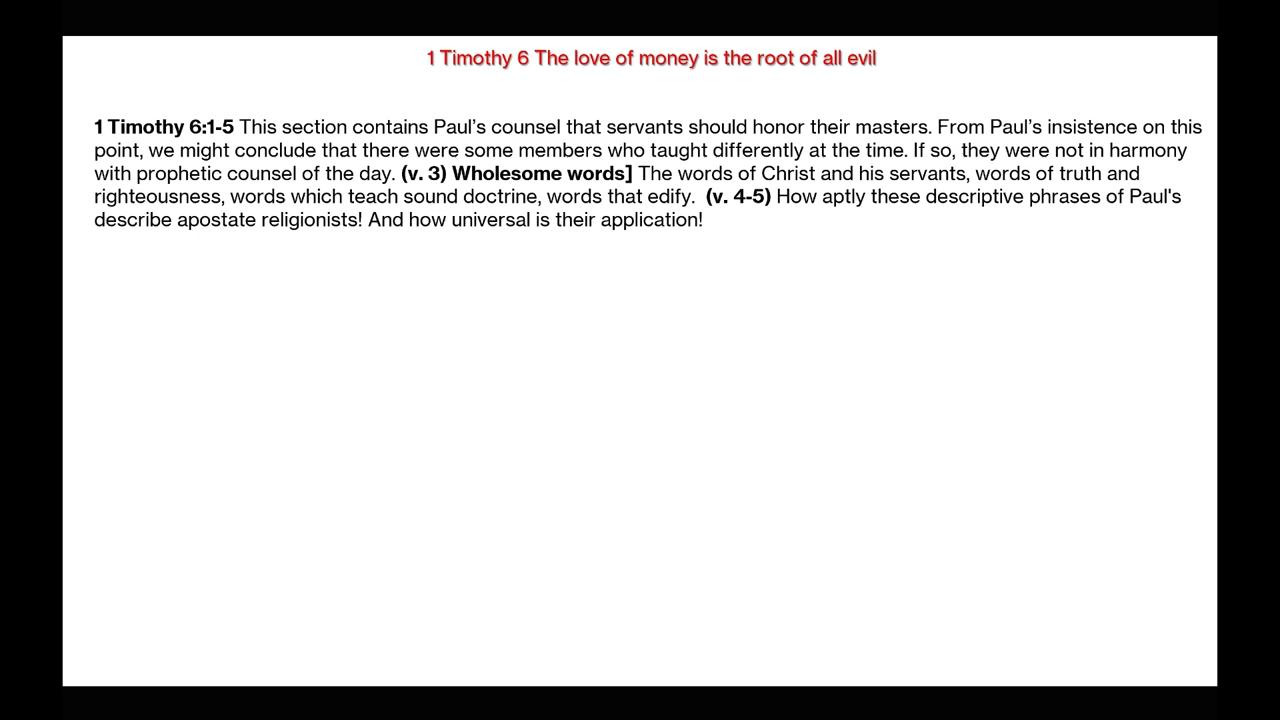 1 Timothy 6 The love of money is the root of all evil
1 Timothy 6:1-5 This section contains Paul’s counsel that servants should honor their masters. From Paul’s insistence on this
point, we might conclude that there were some members who taught differently at the time. If so, they were not in harmony
with prophetic counsel of the day. (v. 3) Wholesome words] The words of Christ and his servants, words of truth and
righteousness, words which teach sound doctrine, words that edify.  (v. 4-5) How aptly these descriptive phrases of Paul's
describe apostate religionists! And how universal is their application!